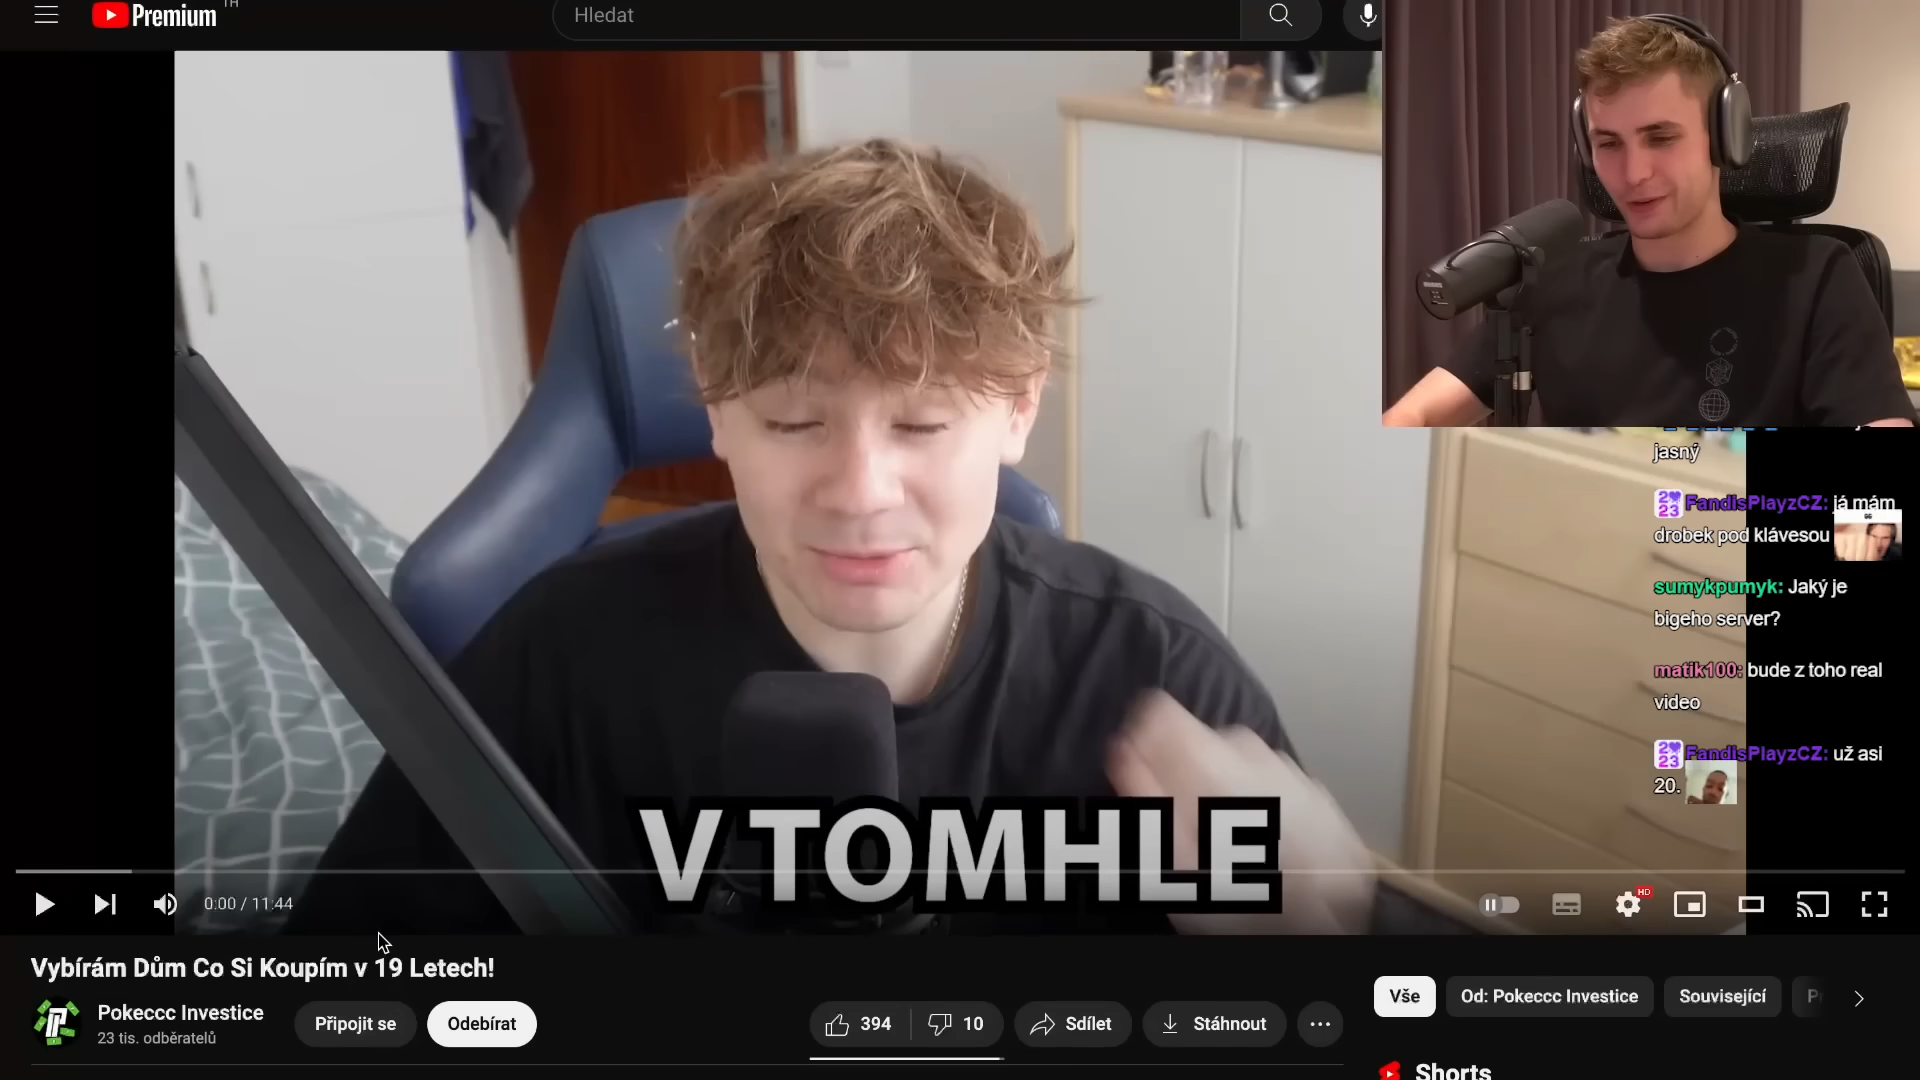 Premium
TH
Hledat
jasný
FandisPlayzCZ: já mám
drobek pod klávesou
sumykpumyk: Jaký je
bigeho server?
matik100: bude z toho real
video
FandisPlayzCZ: už asi
20.
V TOMHLE
0:00 / 11:44
HD
Vybírám Dům Co Si Koupím v 19 Letech!
Pokeccc Investice
23 tis. odběratelů
Připojit se
Odebírat
394
10
Sdílet
Stáhnout
Vše
Od: Pokeccc Investice
Související
Shorts